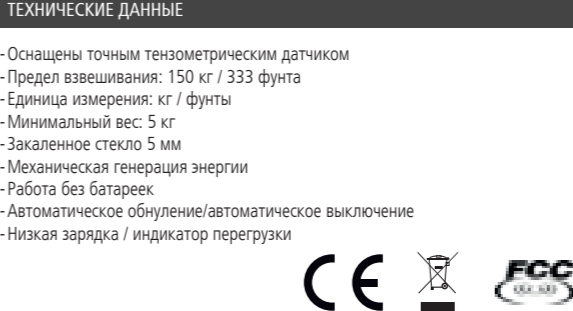 ТЕХНИЧЕСКИЕ ДАННЫЕ
- Оснащены точным тензометрическим датчиком
- Предел взвешивания: 150 кг / 333 фунта
- Единица измерения: кг / фунты
- Минимальный вес: 5 кг
- Закаленное стекло 5 мм
- Механическая генерация энергии
- Работа без батареек
- Автоматическое обнуление/автоматическое выключение
- Низкая зарядка / индикатор перегрузки
CE FCC